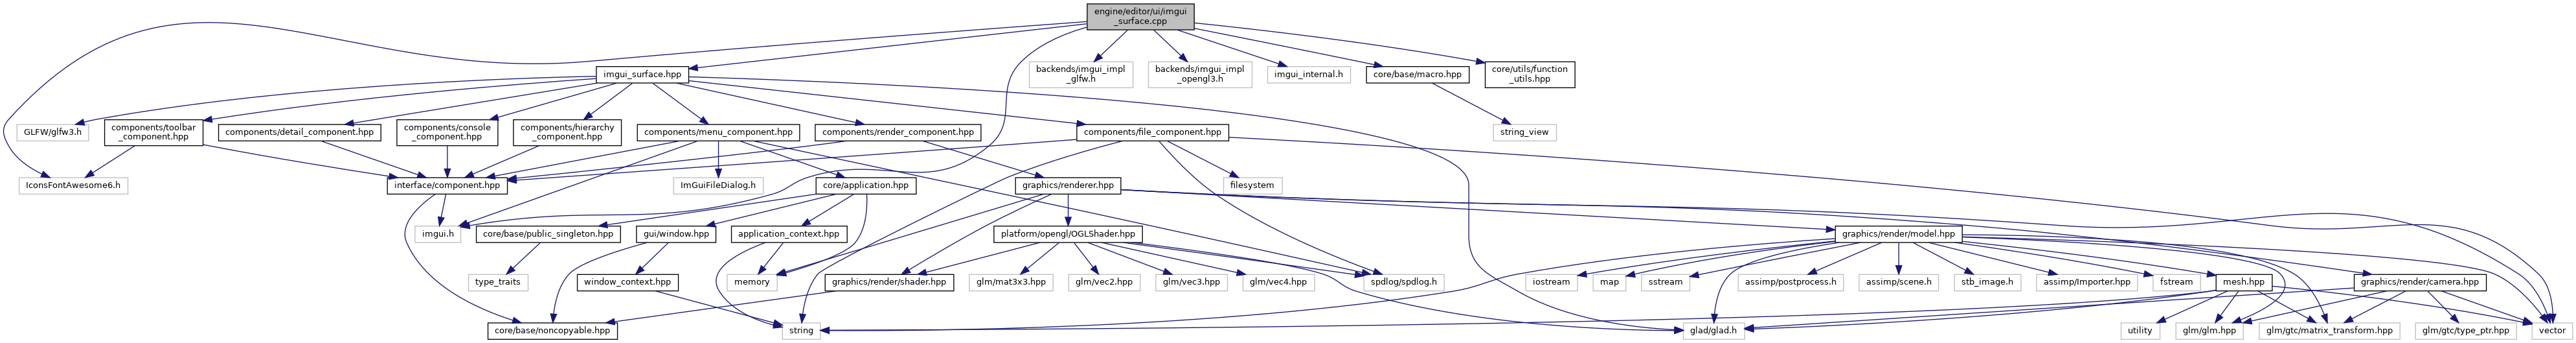 engine/editor/ui/imgui
_surface.cpp
imgui_surface.hpp
backends/imgui_impl
_glfw.h
backends/imgui_impl
_opengl3.h
imgui_internal.h
core/base/macro.hpp
core/utils/function
_utils.hpp
GLFW/glfw3.h
components/toolbar
_component.hpp
components/detail_component.hpp
components/console
_component.hpp
components/hierarchy
_component.hpp
components/menu_component.hpp
components/render_component.hpp
components/file_component.hpp
string_view
IconsFontAwesome6.h
interface/component.hpp
ImGuiFileDialog.h
core/application.hpp
graphics/renderer.hpp
filesystem
imgui.h
core/base/public_singleton.hpp
gui/window.hpp
application_context.hpp
platform/opengl/OGLShader.hpp
graphics/render/model.hpp
type_traits
window_context.hpp
memory
graphics/render/shader.hpp
glm/mat3x3.hpp
glm/vec2.hpp
glm/vec3.hpp
glm/vec4.hpp
spdlog/spdlog.h
iostream
map
sstream
assimp/postprocess.h
assimp/scene.h
stb_image.h
assimp/Importer.hpp
fstream
mesh.hpp
graphics/render/camera.hpp
core/base/noncopyable.hpp
string
glad/glad.h
utility
glm/glm.hpp
glm/gtc/matrix_transform.hpp
glm/gtc/type_ptr.hpp
vector